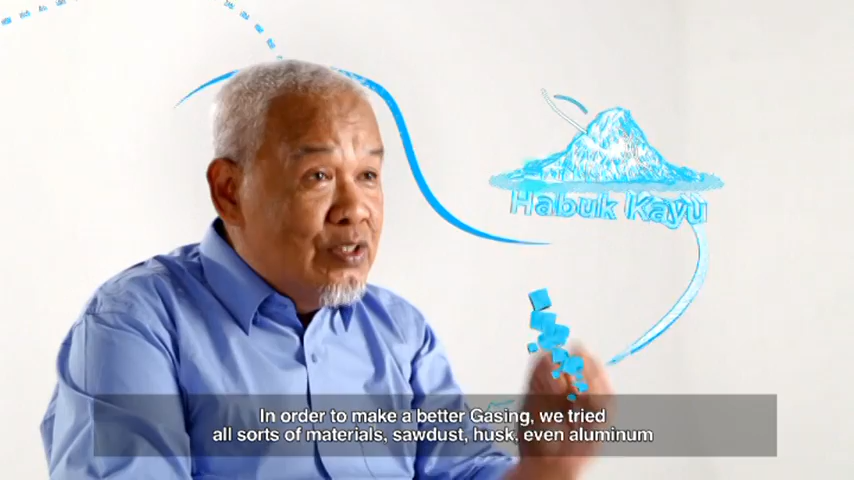 Habuk Kayu
In order to make a better Gasing, we tried
all sorts of materials, sawdust, husk, even aluminum